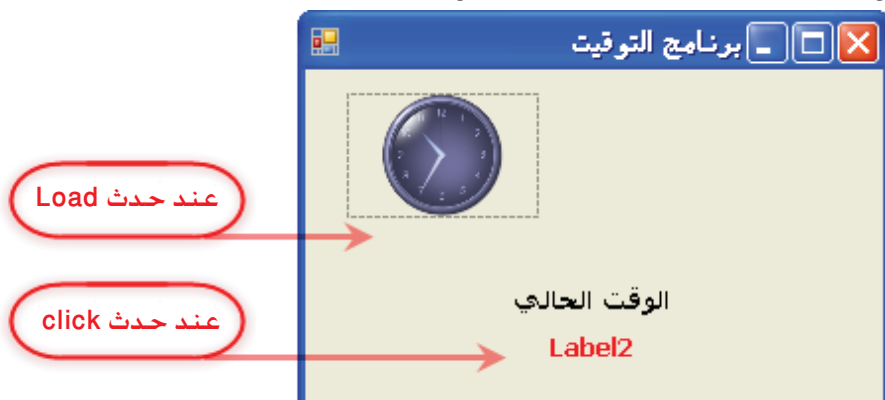 برنامج التوقيت
عند حدث Load
الوقت الحالي
عند حدث click
Label2